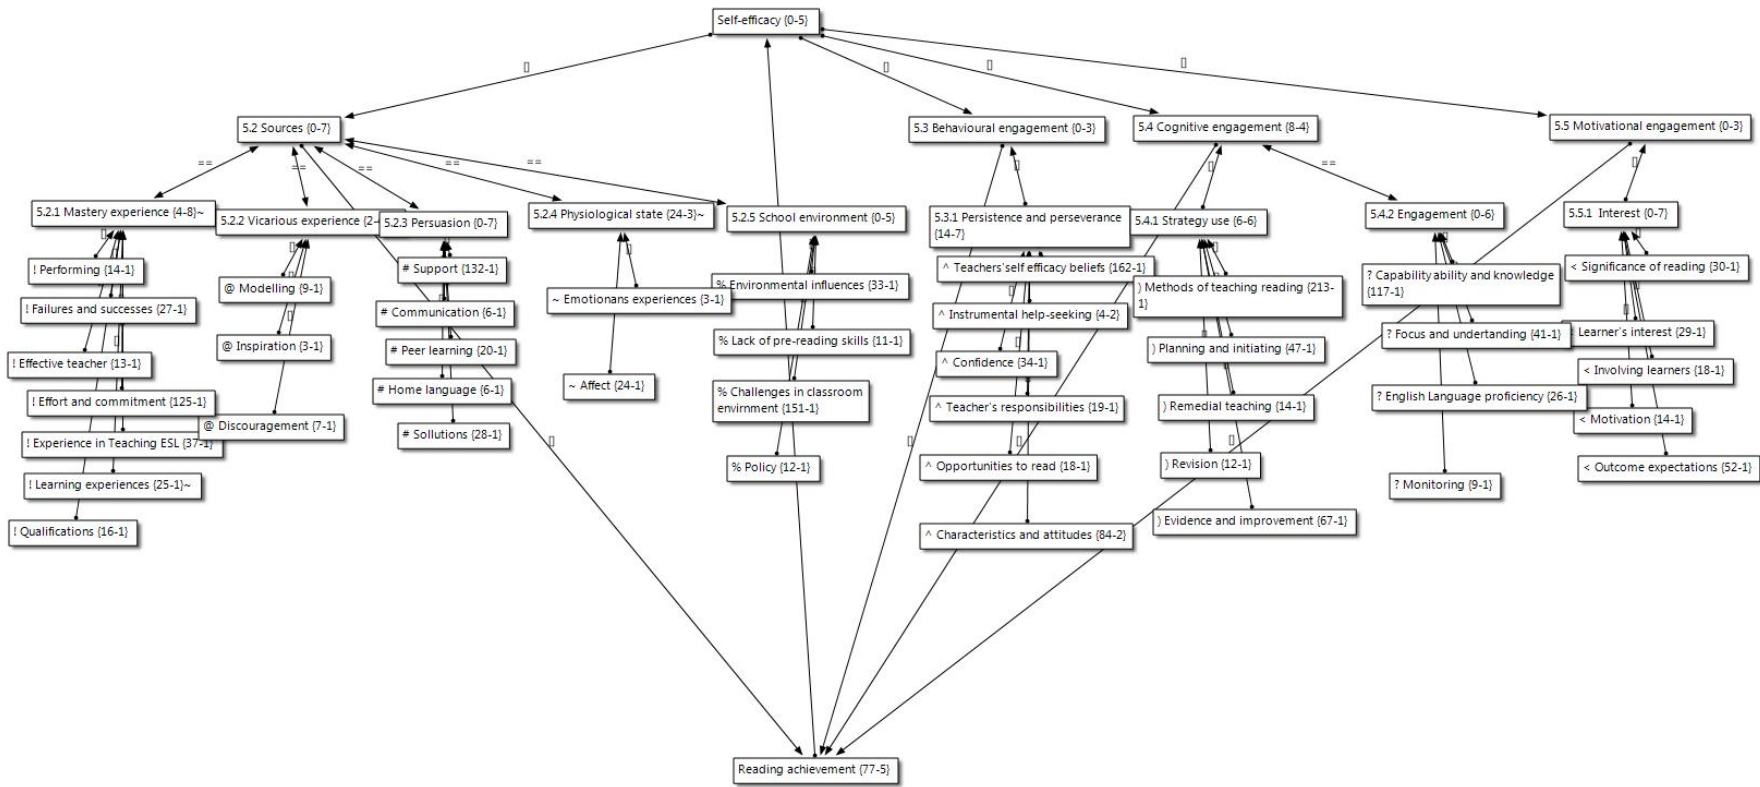 Self-efficacy {0-5}
5.2 Sources {0-7}
5.3 Behavioural engagement {0-3}
5.4 Cognitive engagement {8-4}
5.5 Motivational engagement {0-3}
==
==
==
==
==
==
5.2.1 Mastery experience {4-8}~
5.2.2 Vicarious experience {2-
5.2.3 Persuasion {0-7}
5.2.4 Physiological state {24-3}~
5.2.5 School environment {0-5}
5.3.1 Persistence and perseverance
{14-7}
5.4.1 Strategy use {6-6}
5.4.2 Engagement {0-6}
5.5.1 Interest {0-7}
! Performing {14-1}
! Failures and successes {27-1}
! Effective teacher {13-1}
! Effort and commitment {125-1}
! Experience in Teaching ESL {37-1}
! Learning experiences {25-1}~
! Qualifications {16-1}
@ Modelling {9-1}
@ Inspiration {3-1}
@ Discouragement {7-1}
# Support {132-1}
# Communication {6-1}
# Peer learning {20-1}
# Home language {6-1}
# Sollutions {28-1}
~ Emotionans experiences {3-1}
~ Affect {24-1}
% Environmental influences {33-1}
% Lack of pre-reading skills {11-1}
% Challenges in classroom
envirnment {151-1}
% Policy {12-1}
^ Teachers'self efficacy beliefs {162-1}
^ Instrumental help-seeking {4-2}
^ Confidence {34-1}
^ Teacher's responsibilities {19-1}
^ Opportunities to read {18-1}
^ Characteristics and attitudes {84-2}
) Methods of teaching reading {213-
1}
) Planning and initiating {47-1}
) Remedial teaching {14-1}
) Revision {12-1}
) Evidence and improvement {67-1}
? Capability ability and knowledge
{117-1}
? Focus and undertanding {41-1}
? English Language proficiency {26-1}
? Monitoring {9-1}
< Significance of reading {30-1}
Learner's interest {29-1}
< Involving learners {18-1}
< Motivation {14-1}
< Outcome expectations {52-1}
Reading achievement {77-5}